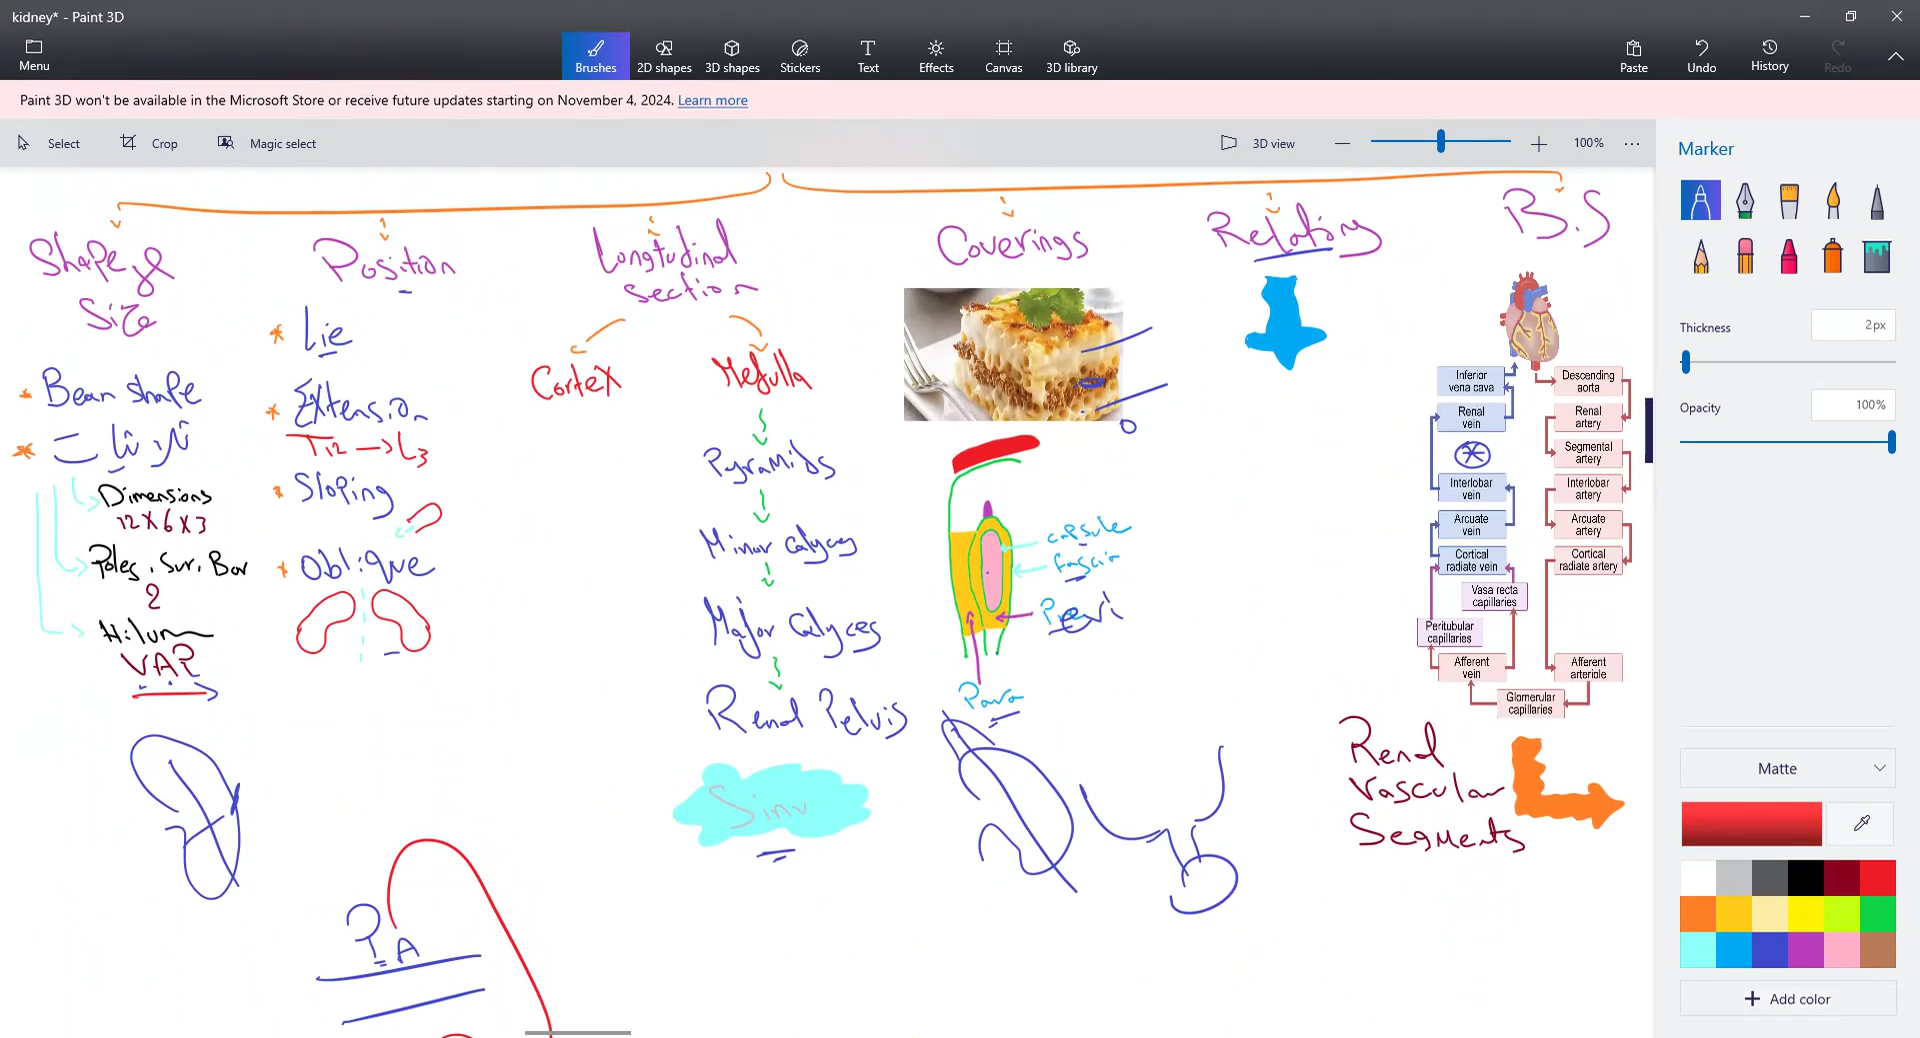 kidney* - Paint 3D
Menu
Brushes
2D shapes
3D shapes
Stickers
Text
Effects
Canvas
3D library
Paste
Undo
History
Redo
Paint 3D won't be available in the Microsoft Store or receive future updates starting on November 4, 2024. Learn more
Select
Crop
Magic select
3D view
100%
Shape &
Size
* Bean shape
Dimensions
12 x 6 x 3
Poles, Sur, Bor
2
Hilum
VAP
Position
* Lie
* Extension
T12 → L3
* Sloping
* Oblique
P
A
Longtudinal
section
Cortex
Medulla
Pyramids
Minor Calyces
Major Calyces
Renal Pelvis
Sinu
Coverings
capsule
fascia
Peri
Para
Relating
B.S
Inferior
vena cava
Renal
vein
Interlobar
vein
Arcuate
vein
Cortical
radiate vein
Vasa recta
capillaries
Peritubular
capillaries
Afferent
vein
Descending
aorta
Renal
artery
Segmental
artery
Interlobar
artery
Arcuate
artery
Cortical
radiate artery
Afferent
arteriole
Glomerular
capillaries
Renal
Vascular
Segments
Marker
Thickness
2px
Opacity
100%
Matte
Add color